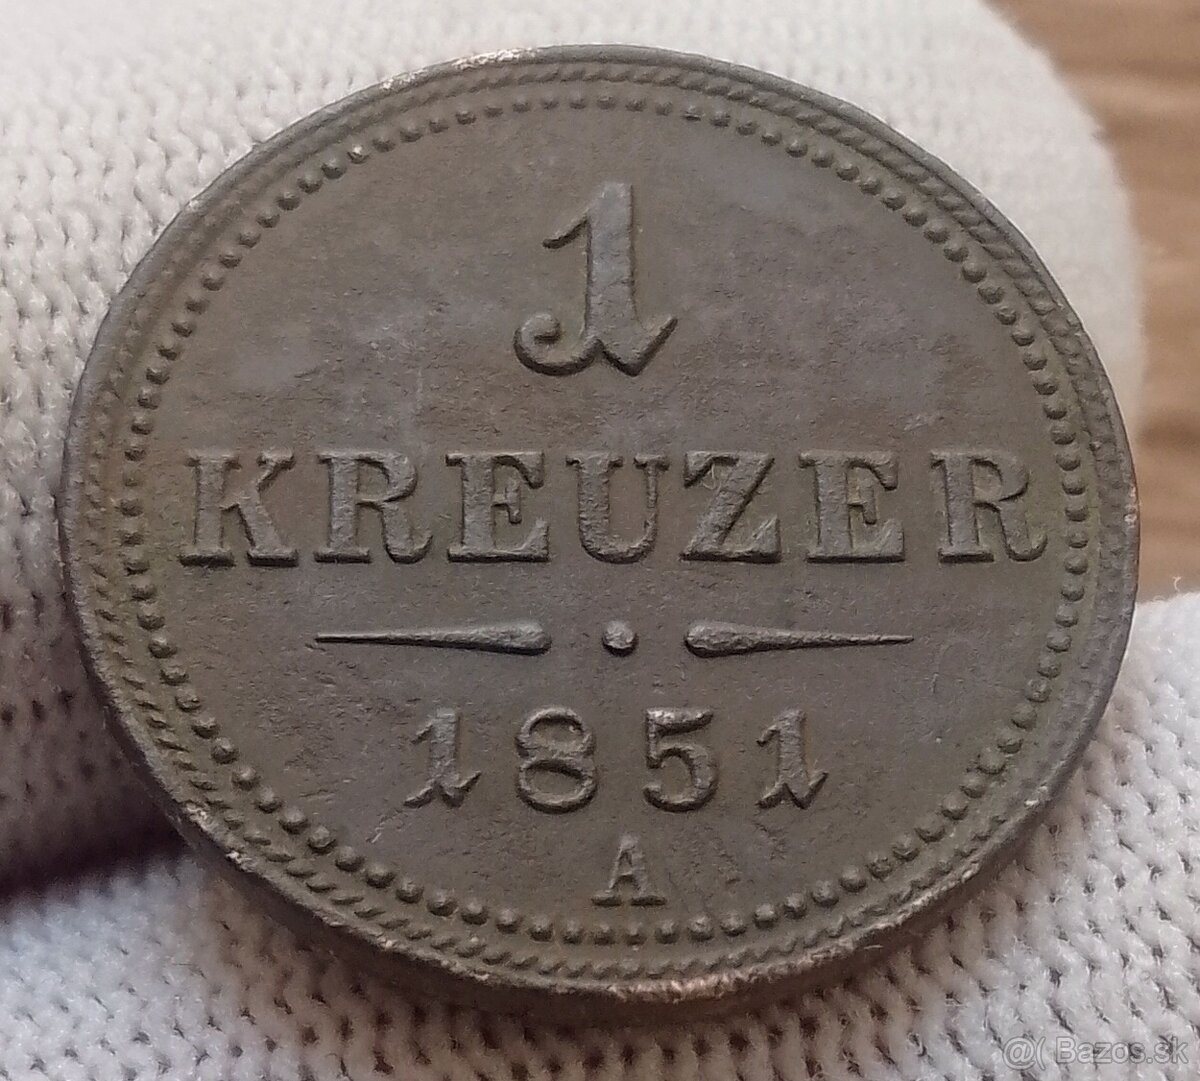 1
KREUZER
1851
A
@( Bazos.sk